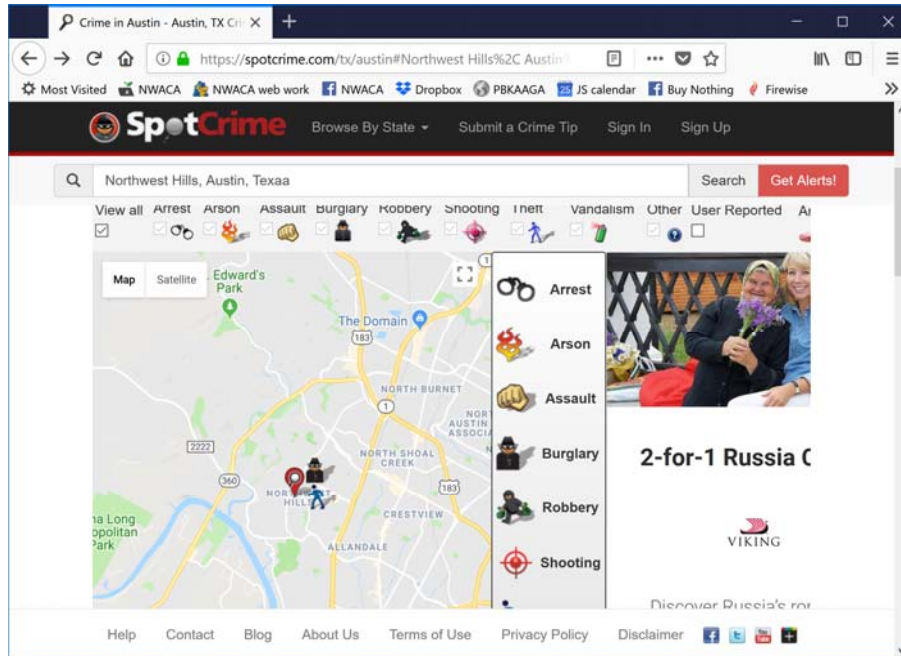 Crime in Austin - Austin, TX Cri
https://spotcrime.com/tx/austin#Northwest Hills%2C Austin
Most Visited NWACA NWACA web work NWACA Dropbox PBKAAGA JS calendar Buy Nothing Firewise
SpotCrime Browse By State Submit a Crime Tip Sign In Sign Up
Northwest Hills, Austin, Texaa Search Get Alerts!
View all Arrest Arson Assault Burglary Robbery Shooting Theft Vandalism Other User Reported
Map Satellite
Edward's
Park
The Domain
183
NORTH BURNET
1
NORTH SHOAL
CREEK
2222
360
183
CRESTVIEW
ALLANDALE
Arrest
Arson
Assault
Burglary
Robbery
Shooting
2-for-1 Russia
VIKING
Discover Russia's
Help Contact Blog About Us Terms of Use Privacy Policy Disclaimer